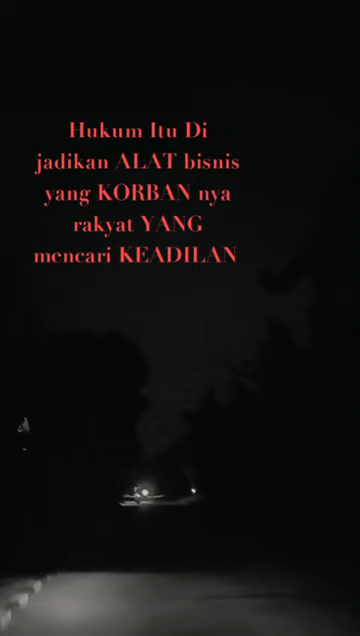 Hukum Itu Di
jadikan ALAT bisnis
yang KORBAN nya
rakyat YANG
mencari KEADILAN